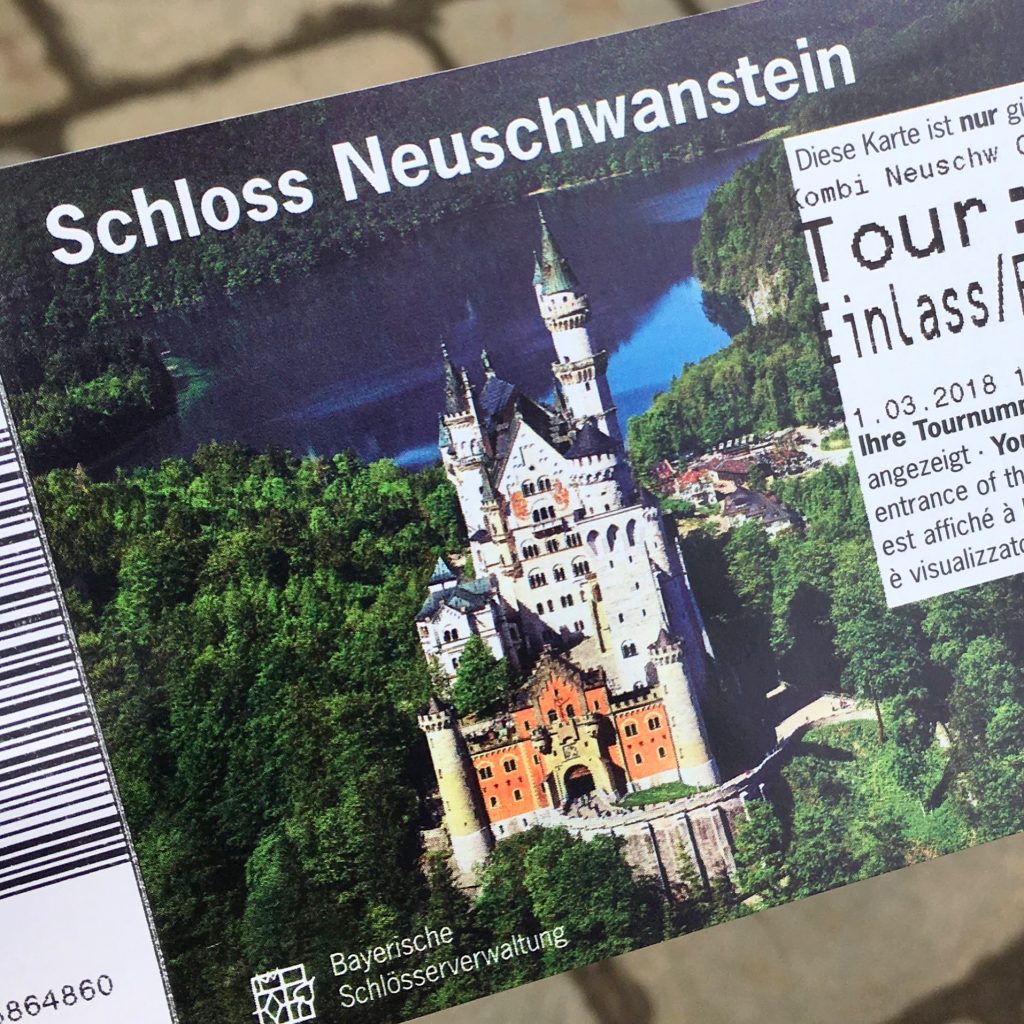 Schloss Neuschwanstein
Diese Karte ist nur
Kombi Neuschw
Tour
Einlass/
1.03.2018
Ihre Tournumm
angezeigt · You
entrance of th
est affiché à
è visualizzato
Bayerische
Schlösserverwaltung
864860